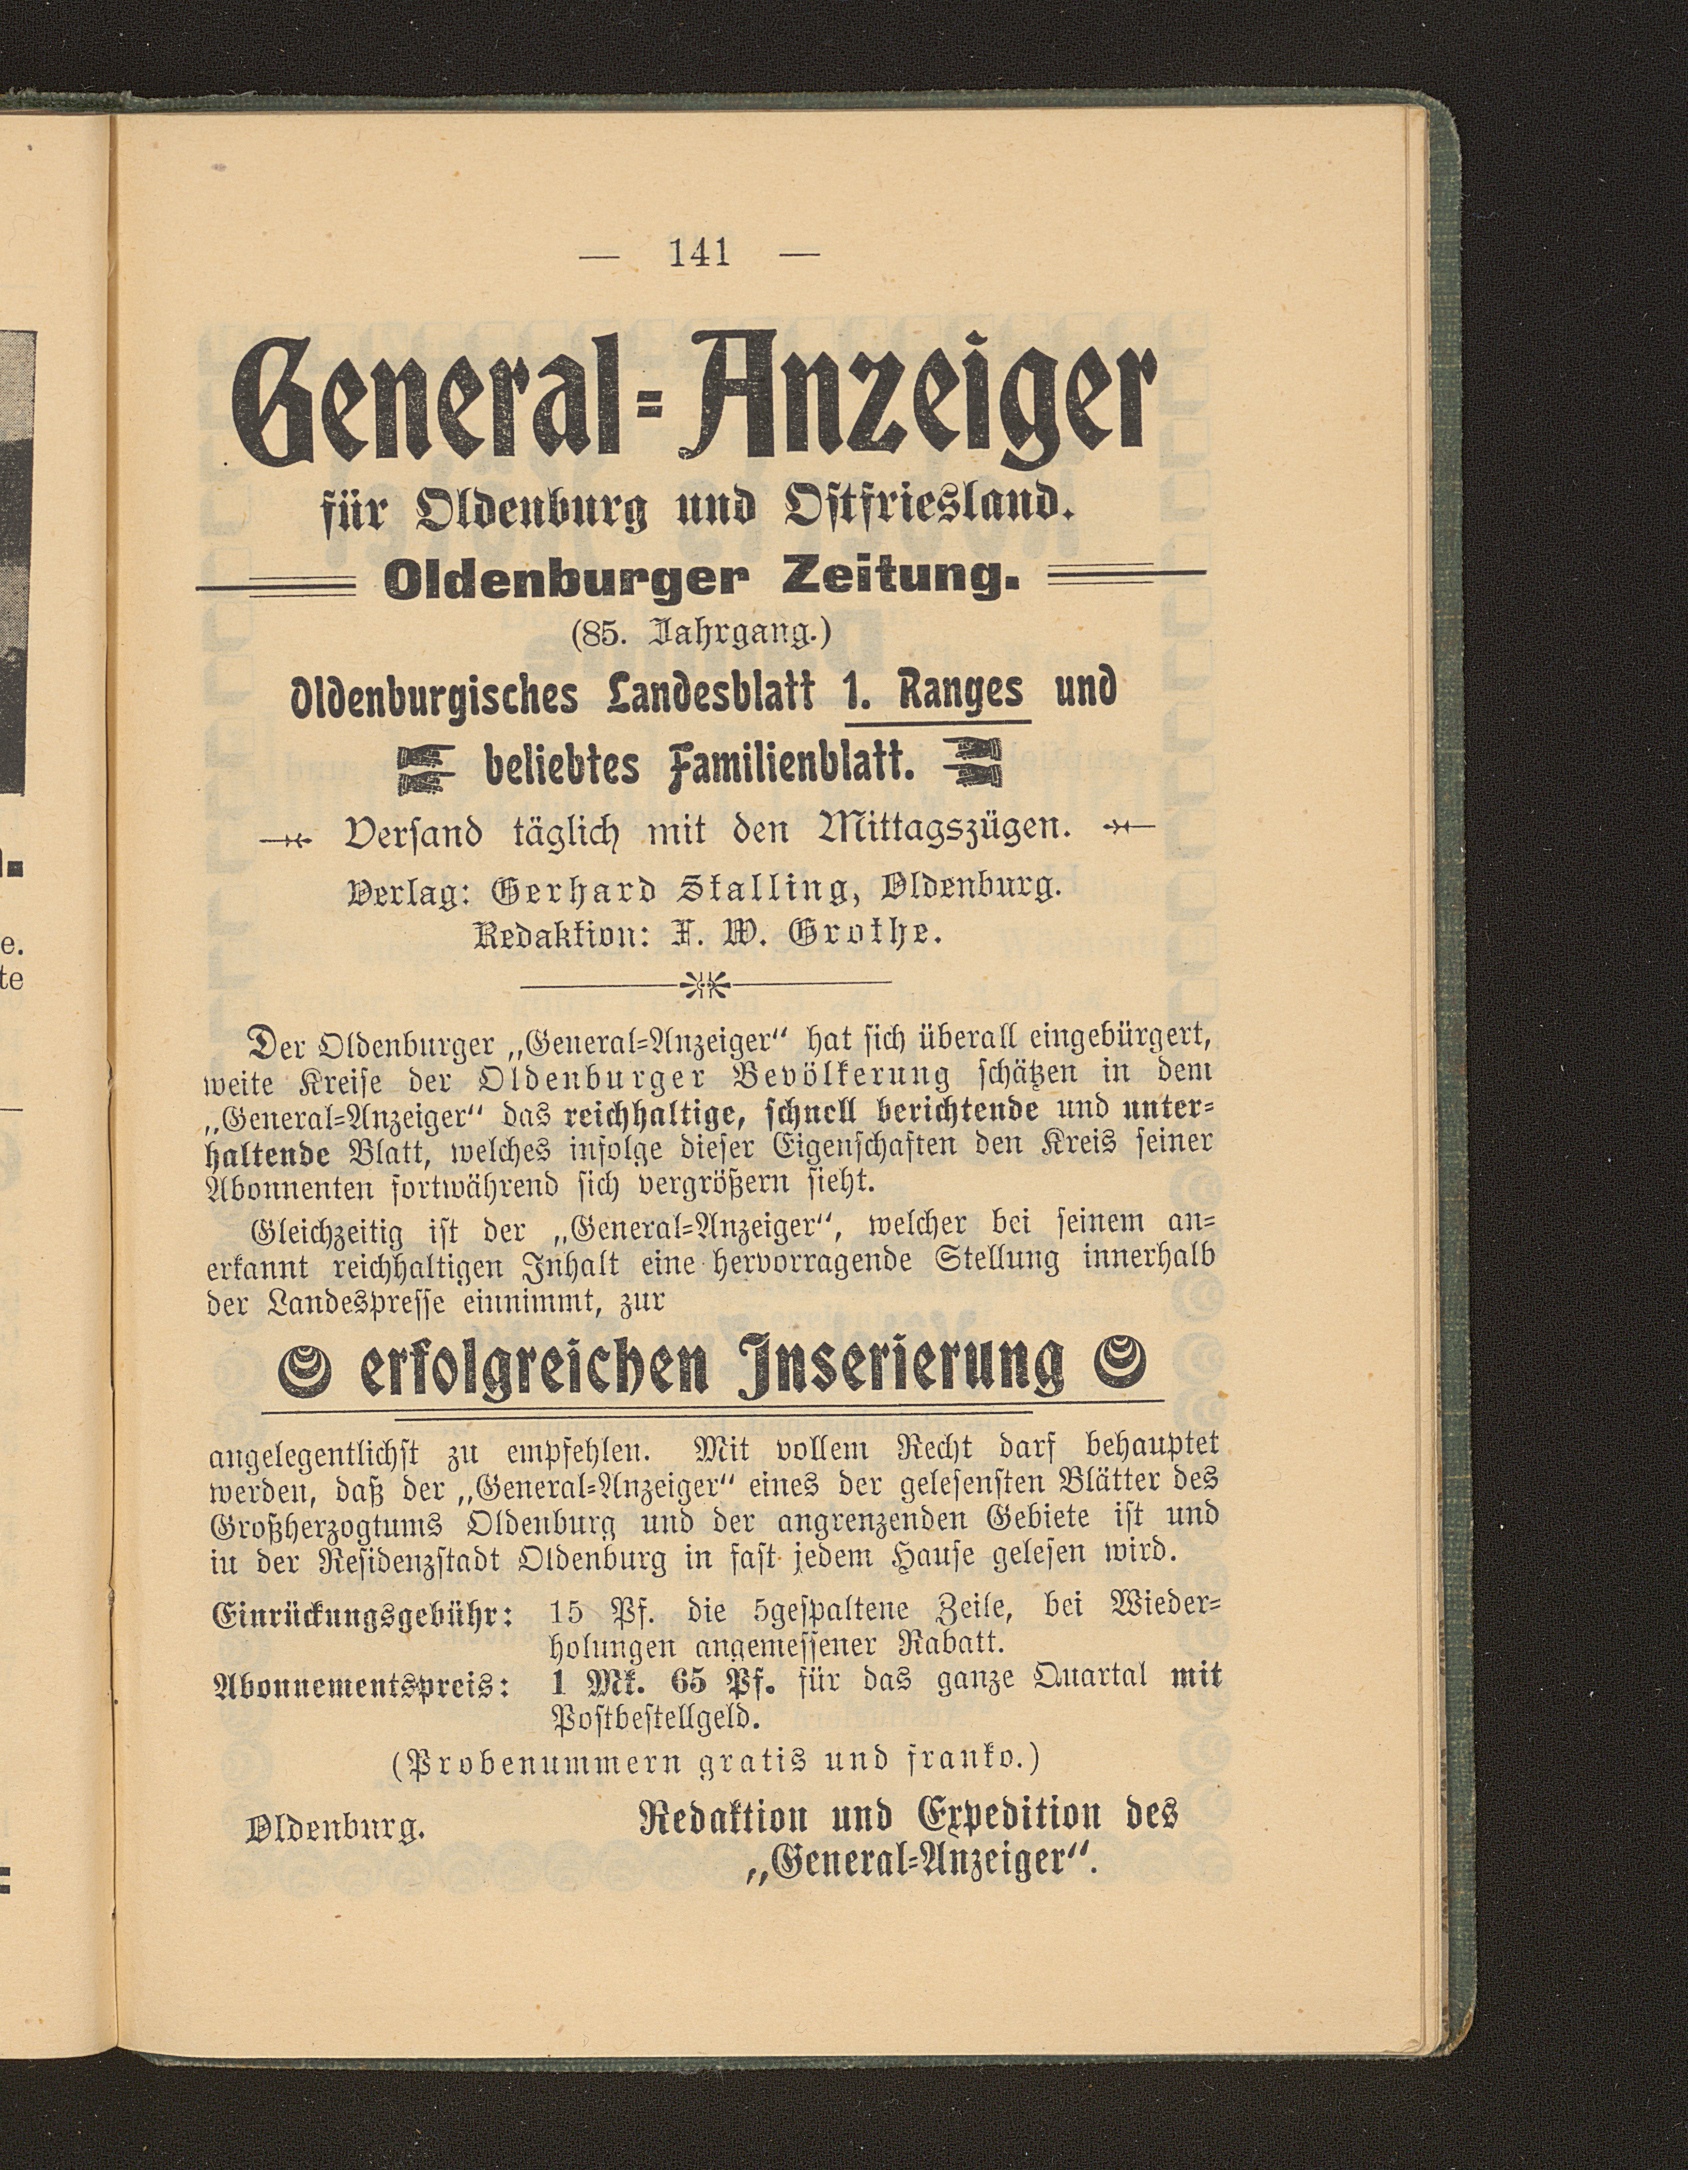 — 141 —
General=Anzeiger
für Oldenburg und Ostfriesland.
Oldenburger Zeitung.
(85. Jahrgang.)
Oldenburgisches Landesblatt 1. Ranges und
beliebtes Familienblatt.
Versand täglich mit den Mittagszügen.
Verlag: Gerhard Stalling, Oldenburg.
Redaktion: F. W. Grothe.
Der Oldenburger „General=Anzeiger“ hat sich überall eingebürgert,
weite Kreise der Oldenburger Bevölkerung schätzen in dem
„General=Anzeiger“ das reichhaltige, schnell berichtende und unter=
haltende Blatt, welches infolge dieser Eigenschaften den Kreis seiner
Abonnenten fortwährend sich vergrößern sieht.
Gleichzeitig ist der „General=Anzeiger“, welcher bei seinem an=
erkannt reichhaltigen Inhalt eine hervorragende Stellung innerhalb
der Landespresse einnimmt, zur
erfolgreichen Inserierung
angelegentlichst zu empfehlen. Mit vollem Recht darf behauptet
werden, daß der „General=Anzeiger“ eines der gelesensten Blätter des
Großherzogtums Oldenburg und der angrenzenden Gebiete ist und
in der Residenzstadt Oldenburg in fast jedem Hause gelesen wird.
Einrückungsgebühr: 15 Pf. die 5gespaltene Zeile, bei Wieder=
holungen angemessener Rabatt.
Abonnementspreis: 1 Mk. 65 Pf. für das ganze Quartal mit
Postbestellgeld.
(Probenummern gratis und franko.)
Oldenburg. Redaktion und Expedition des
„General=Anzeiger“.